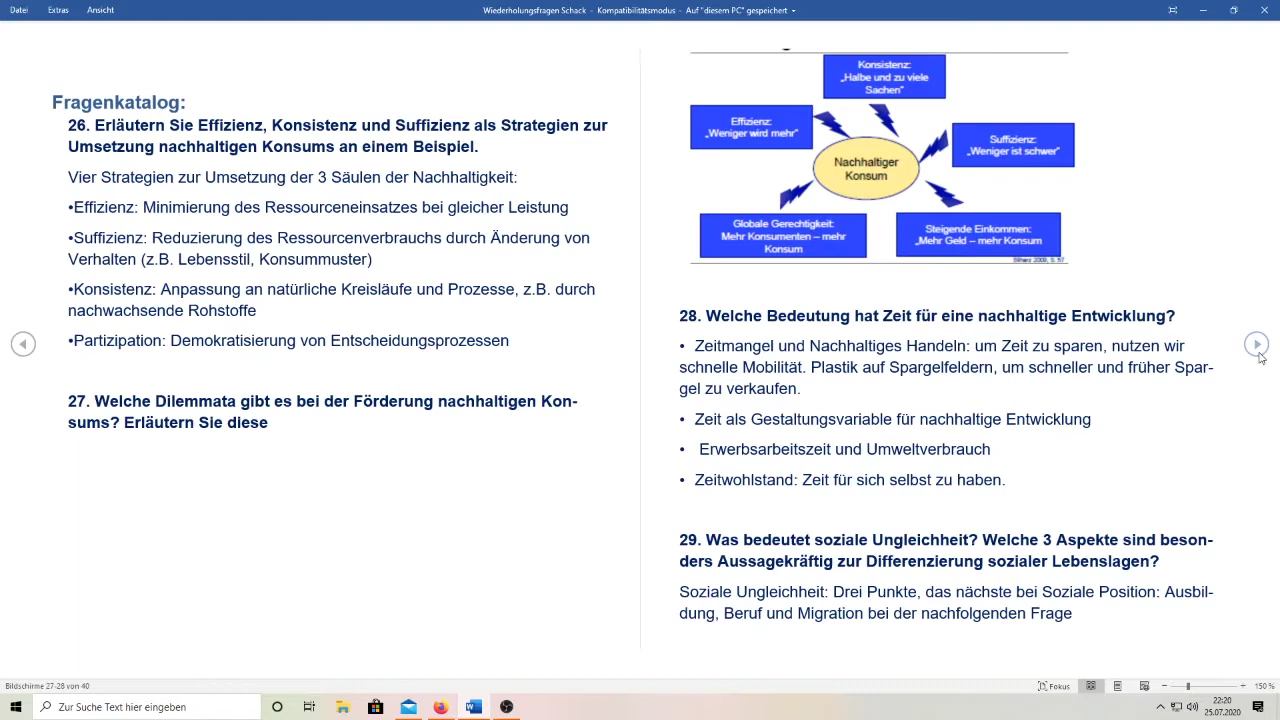 Datei Extras Ansicht
Wiederholungsfragen Schack - Kompatibilitätsmodus - Auf "diesem PC" gespeichert
Fragenkatalog:
26. Erläutern Sie Effizienz, Konsistenz und Suffizienz als Strategien zur
Umsetzung nachhaltigen Konsums an einem Beispiel.
Vier Strategien zur Umsetzung der 3 Säulen der Nachhaltigkeit:
•Effizienz: Minimierung des Ressourceneinsatzes bei gleicher Leistung
•Suffizienz: Reduzierung des Ressourcenverbrauchs durch Änderung von
Verhalten (z.B. Lebensstil, Konsummuster)
•Konsistenz: Anpassung an natürliche Kreisläufe und Prozesse, z.B. durch
nachwachsende Rohstoffe
•Partizipation: Demokratisierung von Entscheidungsprozessen
27. Welche Dilemmata gibt es bei der Förderung nachhaltigen Kon-
sums? Erläutern Sie diese
Konsistenz:
„Halbe und zu viele
Sachen"
Effizienz:
„Weniger wird mehr"
Suffizienz:
„Weniger ist schwer"
Nachhaltiger
Konsum
Globale Gerechtigkeit:
Mehr Konsumenten – mehr
Konsum
Steigende Einkommen:
„Mehr Geld – mehr Konsum
Bilharz 2009, S. 57
28. Welche Bedeutung hat Zeit für eine nachhaltige Entwicklung?
• Zeitmangel und Nachhaltiges Handeln: um Zeit zu sparen, nutzen wir
schnelle Mobilität. Plastik auf Spargelfeldern, um schneller und früher Spar-
gel zu verkaufen.
• Zeit als Gestaltungsvariable für nachhaltige Entwicklung
• Erwerbsarbeitszeit und Umweltverbrauch
• Zeitwohlstand: Zeit für sich selbst zu haben.
29. Was bedeutet soziale Ungleichheit? Welche 3 Aspekte sind beson-
ders Aussagekräftig zur Differenzierung sozialer Lebenslagen?
Soziale Ungleichheit: Drei Punkte, das nächste bei Soziale Position: Ausbil-
dung, Beruf und Migration bei der nachfolgenden Frage
Bildschirme 27-28 von 40
Fokus
150 %
Zur Suche Text hier eingeben
22:20
25.07.2020